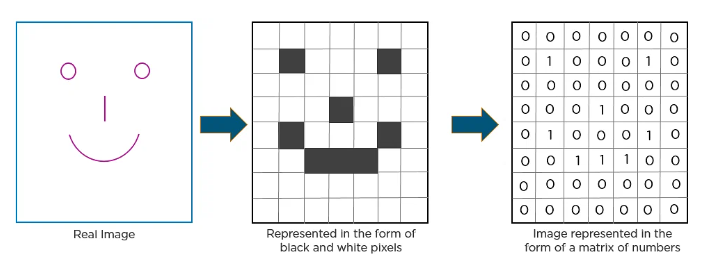 0 0 0 0 0 0 0
0 1 0 0 0 1 0
0 0 0 0 0 0 0
0 0 0 1 0 0 0
0 1 0 0 0 1 0
0 0 1 1 1 0 0
0 0 0 0 0 0 0
0 0 0 0 0 0 0
Real Image
Represented in the form of
black and white pixels
Image represented in the
form of a matrix of numbers